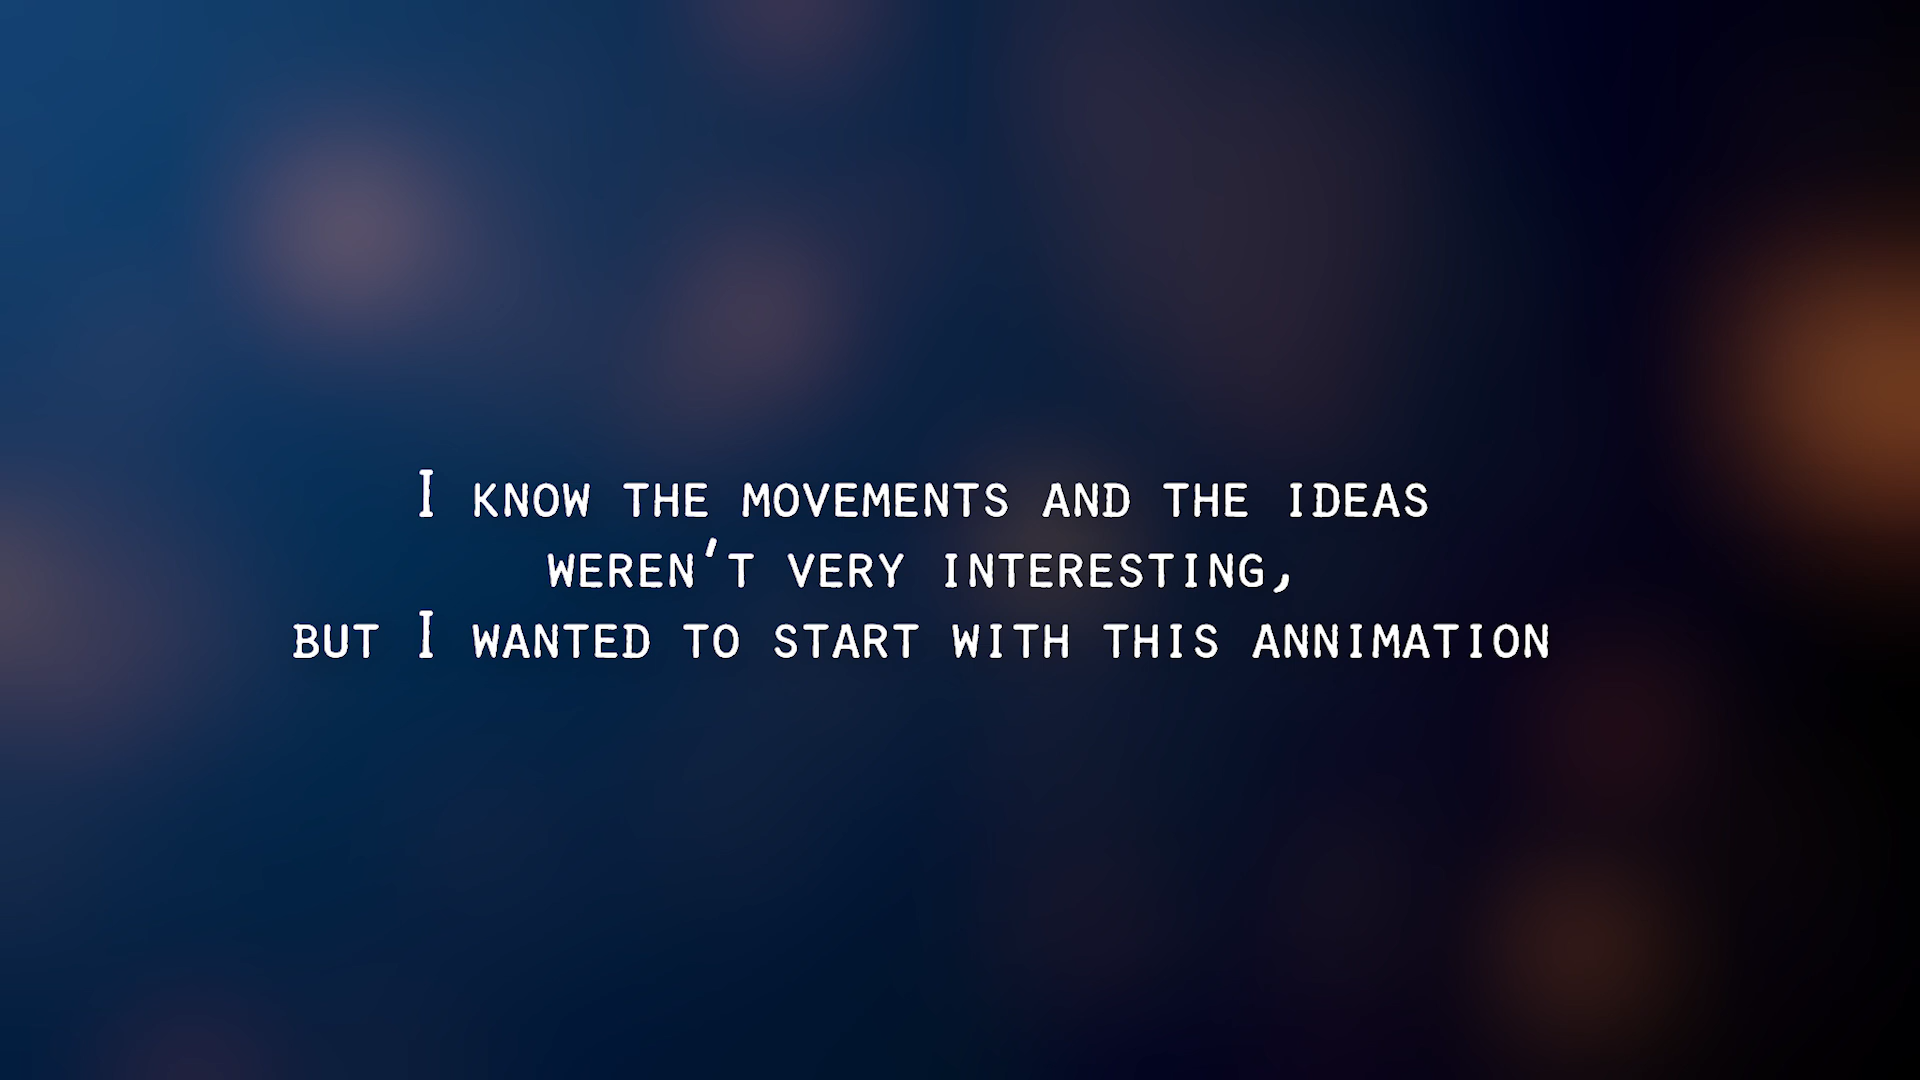 I KNOW THE MOVEMENTS AND THE IDEAS
WEREN'T VERY INTERESTING,
BUT I WANTED TO START WITH THIS ANNIMATION